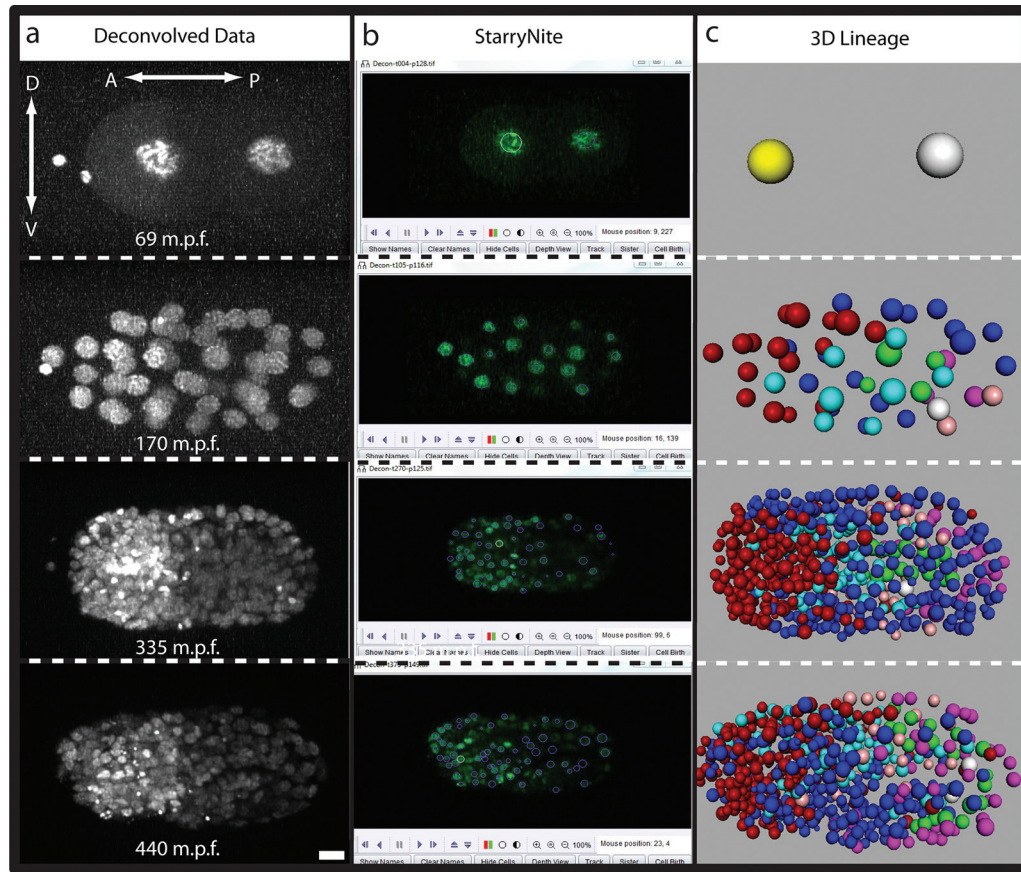 a Deconvolved Data
b StarryNite
c 3D Lineage
D
A P
V
69 m.p.f.
170 m.p.f.
335 m.p.f.
440 m.p.f.
Decon-t004-p128.tif
100% Mouse position: 9, 227
Show Names Clear Names Hide Cells Depth View Track Sister Cell Birth
Decon-t105-p116.tif
100% Mouse position: 16, 139
Show Names Clear Names Hide Cells Depth View Track Sister Cell Birth
Decon-t270-p125.tif
100% Mouse position: 99, 6
Show Names Clear Names Hide Cells Depth View Track Sister Cell Birth
100% Mouse position: 23, 4
Show Names Clear Names Hide Cells Depth View Track Sister Cell Birth